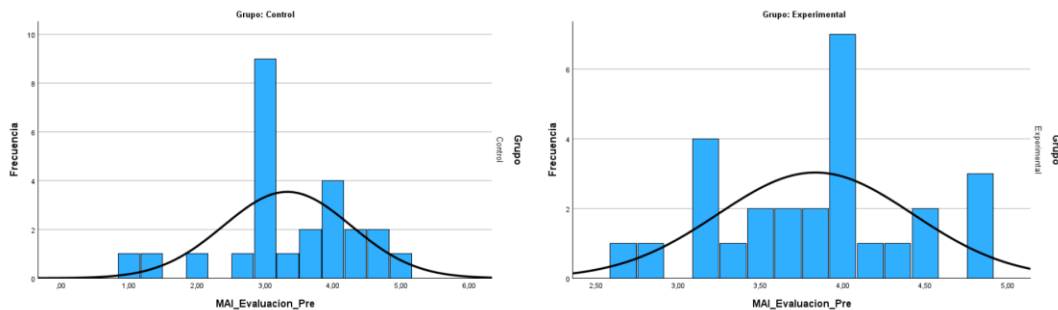 Grupo: Control
10
8
6
4
2
0
,00 1,00 2,00 3,00 4,00 5,00 6,00
Frecuencia
MAI_Evaluacion_Pre
Grupo
Control
Grupo: Experimental
6
4
2
0
2,50 3,00 3,50 4,00 4,50 5,00
Frecuencia
MAI_Evaluacion_Pre
Grupo
Experimental